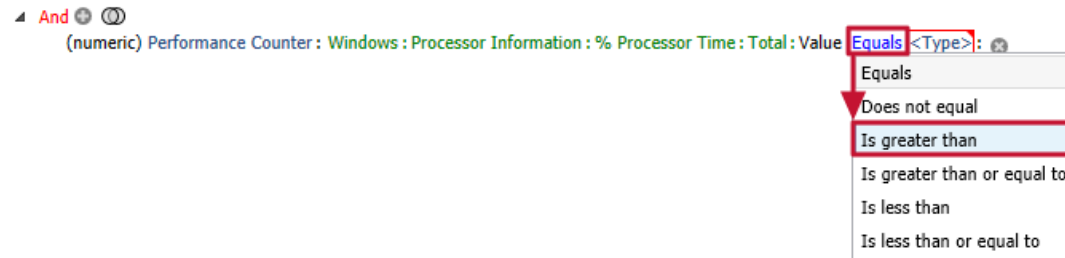 And
(numeric) Performance Counter : Windows : Processor Information : % Processor Time : Total : Value Equals <Type> :
Equals
Does not equal
Is greater than
Is greater than or equal to
Is less than
Is less than or equal to